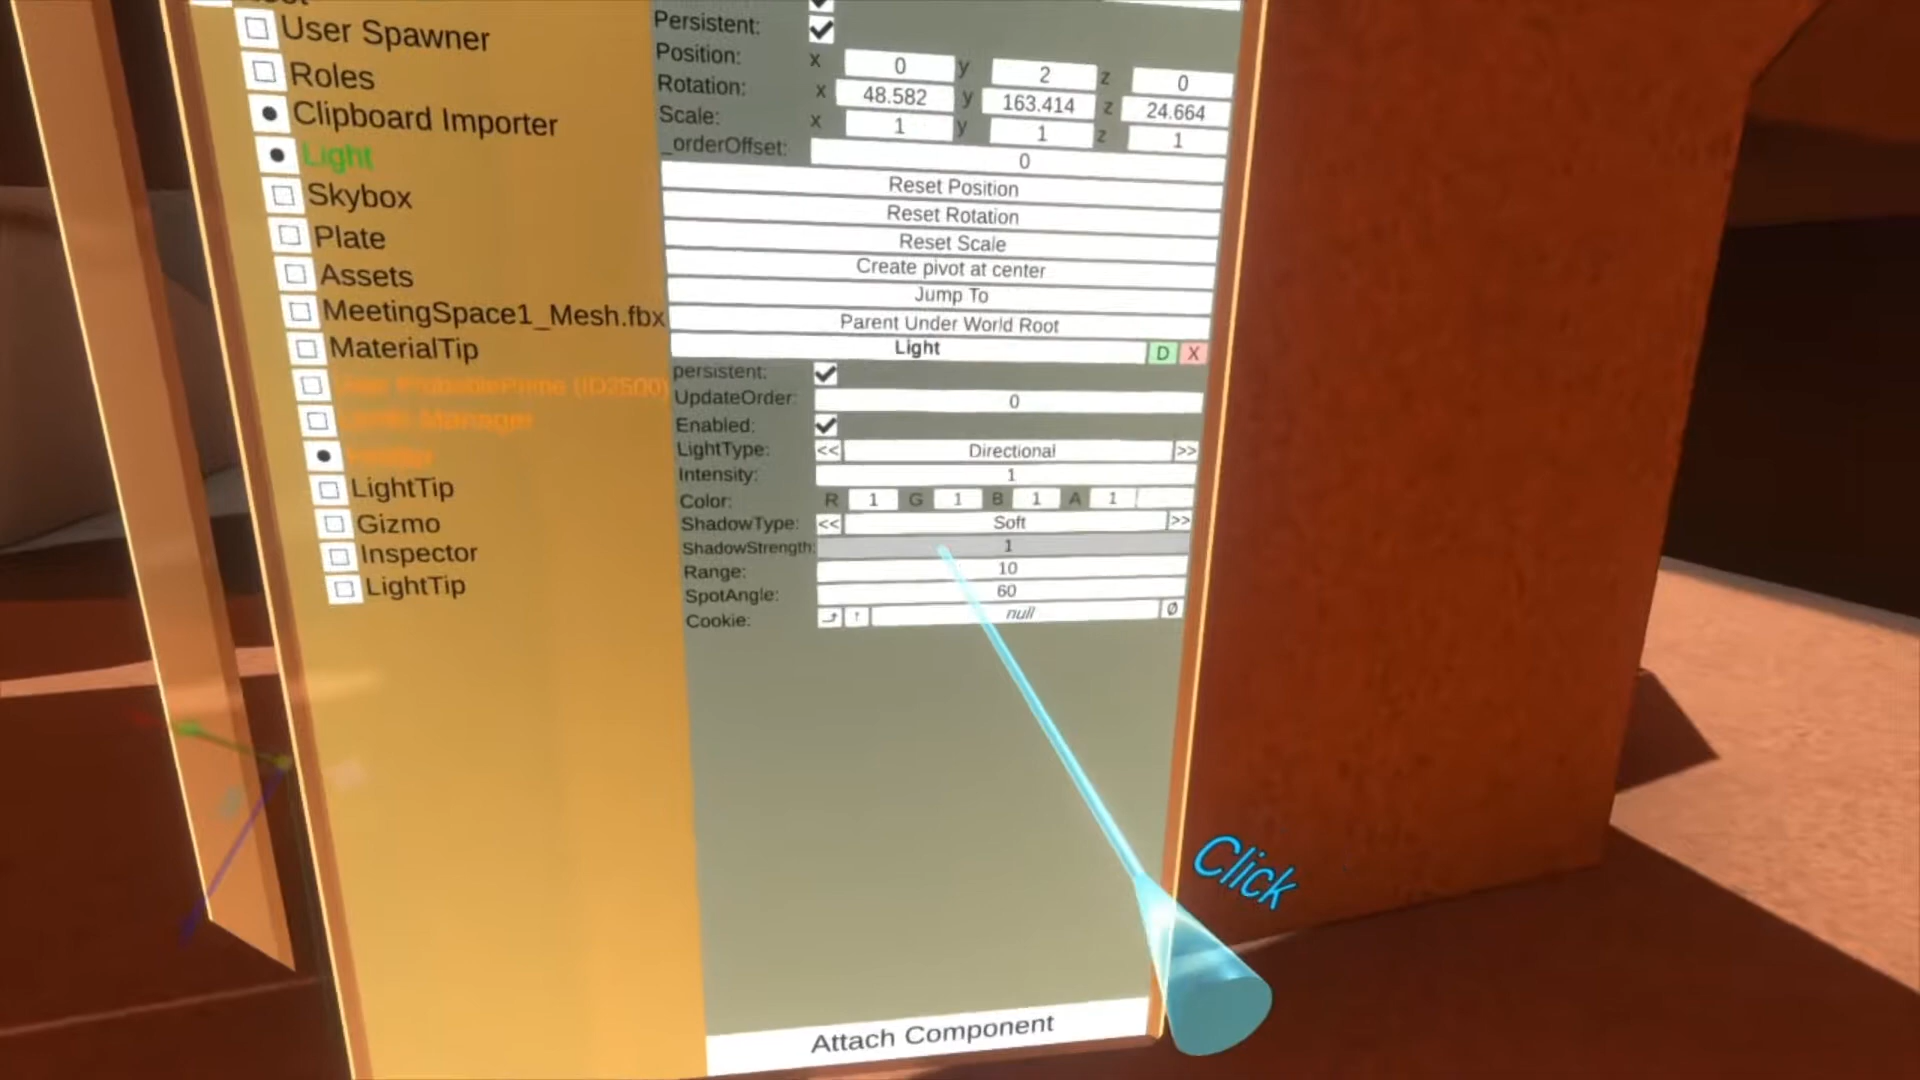 User Spawner
Roles
Clipboard Importer
Light
Skybox
Plate
Assets
MeetingSpace1_Mesh.fbx
MaterialTip
(ID2500)
Manager
LightTip
Gizmo
Inspector
LightTip
Persistent:
Position: x 0 y 2 z 0
Rotation: x 48.582 y 163.414 z 24.664
Scale: x 1 y 1 z 1
_orderOffset: 0
Reset Position
Reset Rotation
Reset Scale
Create pivot at center
Jump To
Parent Under World Root
Light D X
persistent:
UpdateOrder: 0
Enabled:
LightType: << Directional >>
Intensity: 1
Color: R 1 G 1 B 1 A 1
ShadowType: << Soft >>
ShadowStrength: 1
Range: 10
SpotAngle: 60
Cookie: ↑ null Ø
Attach Component
Click